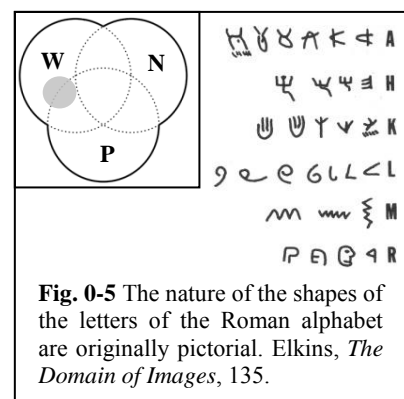 W
N
P
A
H
K
L
M
R
Fig. 0-5 The nature of the shapes of
the letters of the Roman alphabet
are originally pictorial. Elkins, The
Domain of Images, 135.